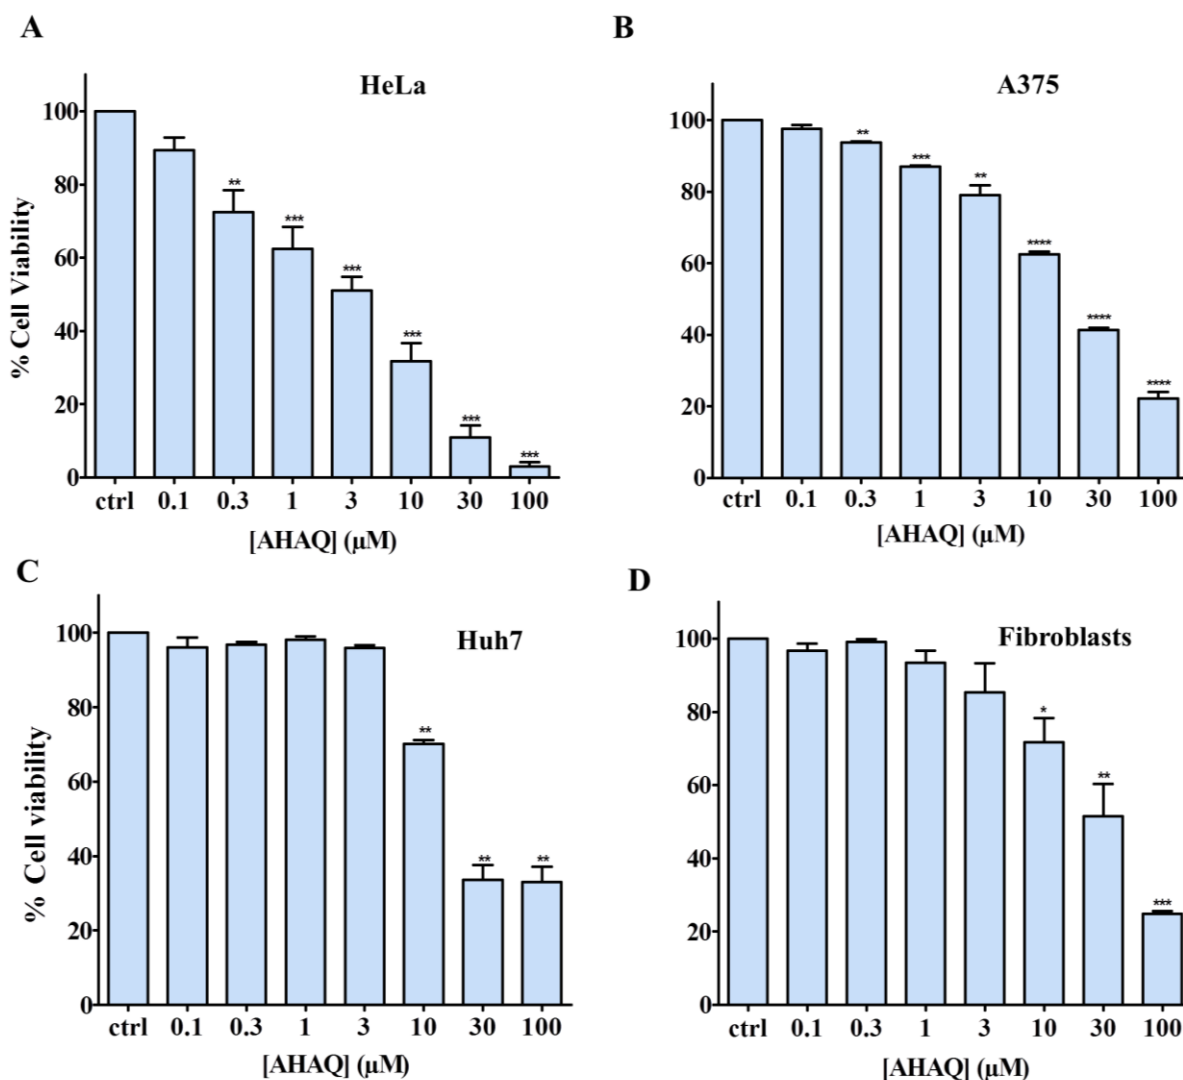 A
HeLa
% Cell Viability
100
80
60
40
20
0
** *** *** *** *** ***
ctrl 0.1 0.3 1 3 10 30 100
[AHAQ] (µM)
B
A375
100
80
60
40
20
0
** *** ** **** **** ****
ctrl 0.1 0.3 1 3 10 30 100
[AHAQ] (µM)
C
Huh7
% Cell viability
100
80
60
40
20
0
** ** **
ctrl 0.1 0.3 1 3 10 30 100
[AHAQ] (µM)
D
Fibroblasts
100
80
60
40
20
0
* ** ***
ctrl 0.1 0.3 1 3 10 30 100
[AHAQ] (µM)